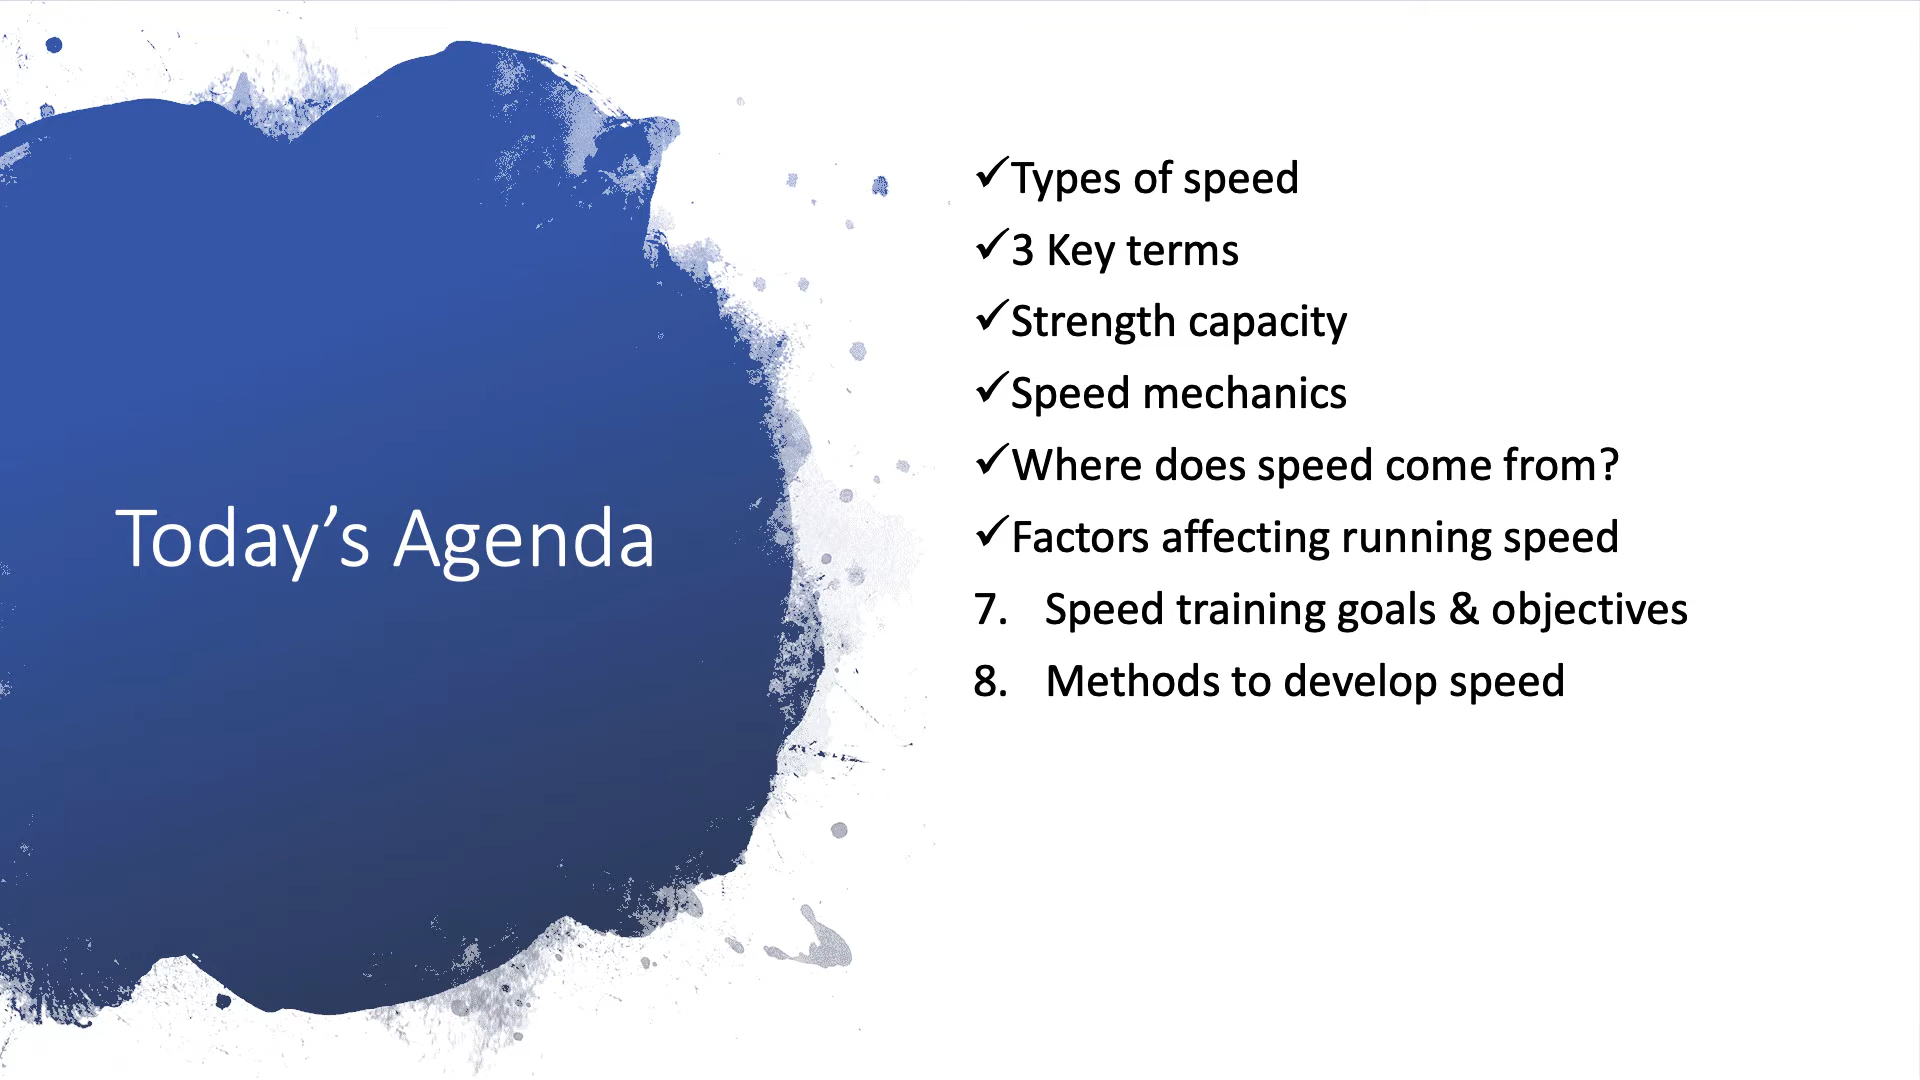 Today’s Agenda
✓Types of speed
✓3 Key terms
✓Strength capacity
✓Speed mechanics
✓Where does speed come from?
✓Factors affecting running speed
7. Speed training goals & objectives
8. Methods to develop speed